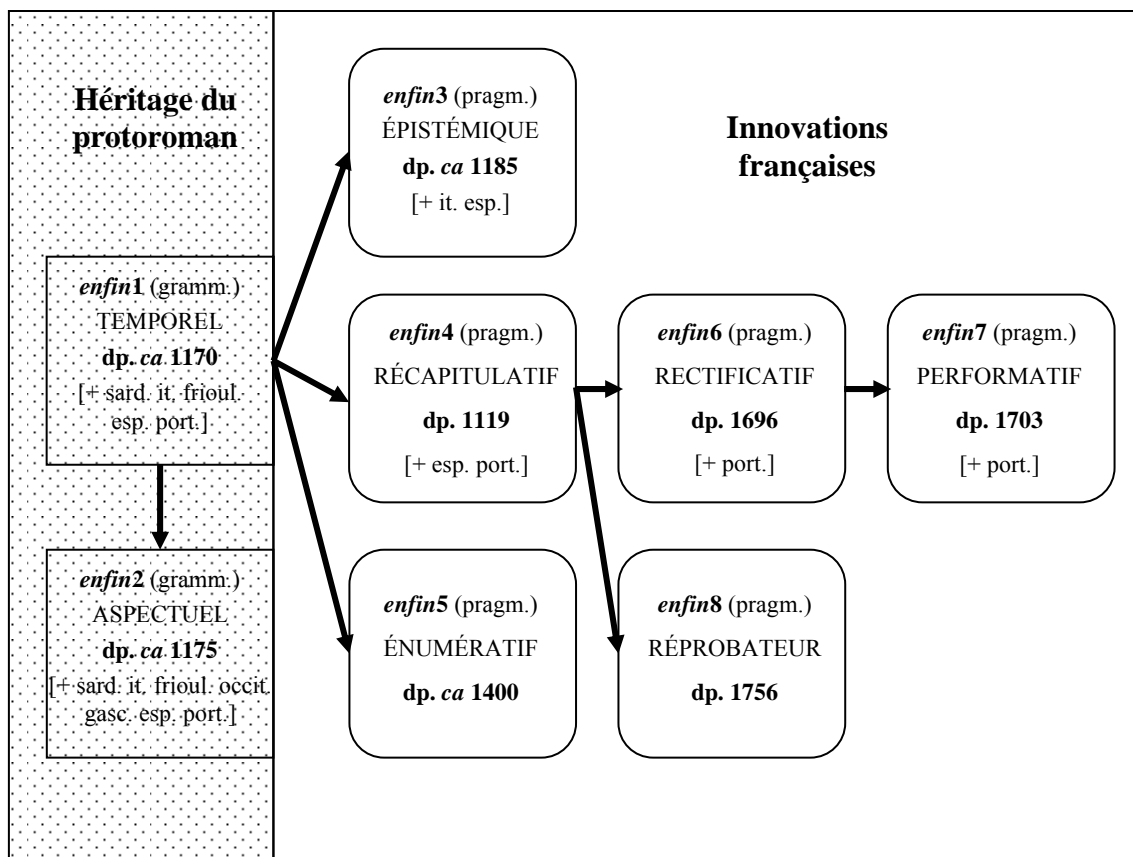 Héritage du
protoroman
enfin1 (gramm.)
TEMPOREL
dp. ca 1170
[+ sard. it. frioul.
esp. port.]
enfin2 (gramm.)
ASPECTUEL
dp. ca 1175
[+ sard. it. frioul. occit.
gasc. esp. port.]
Innovations
françaises
enfin3 (pragm.)
ÉPISTÉMIQUE
dp. ca 1185
[+ it. esp.]
enfin4 (pragm.)
RÉCAPITULATIF
dp. 1119
[+ esp. port.]
enfin6 (pragm.)
RECTIFICATIF
dp. 1696
[+ port.]
enfin7 (pragm.)
PERFORMATIF
dp. 1703
[+ port.]
enfin5 (pragm.)
ÉNUMÉRATIF
dp. ca 1400
enfin8 (pragm.)
RÉPROBATEUR
dp. 1756